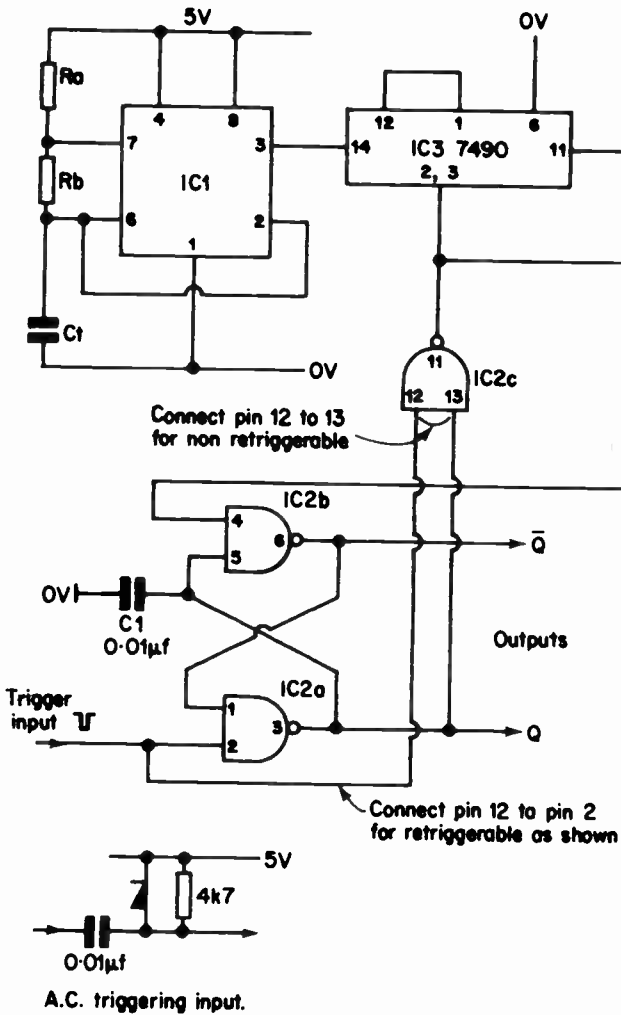 5V
0V
Ra
4
8
12
1
6
7
3
14
IC3 7490
11
Rb
IC1
2, 3
6
2
1
Ct
0V
11
IC2c
12
13
Connect pin 12 to 13
for non retriggerable
IC2b
4
6
5
Q̅
0V
C1
0·01µf
Outputs
IC2a
Trigger
input
1
3
2
Q
Connect pin 12 to pin 2
for retriggerable as shown
5V
4k7
0·01µf
A.C. triggering input.